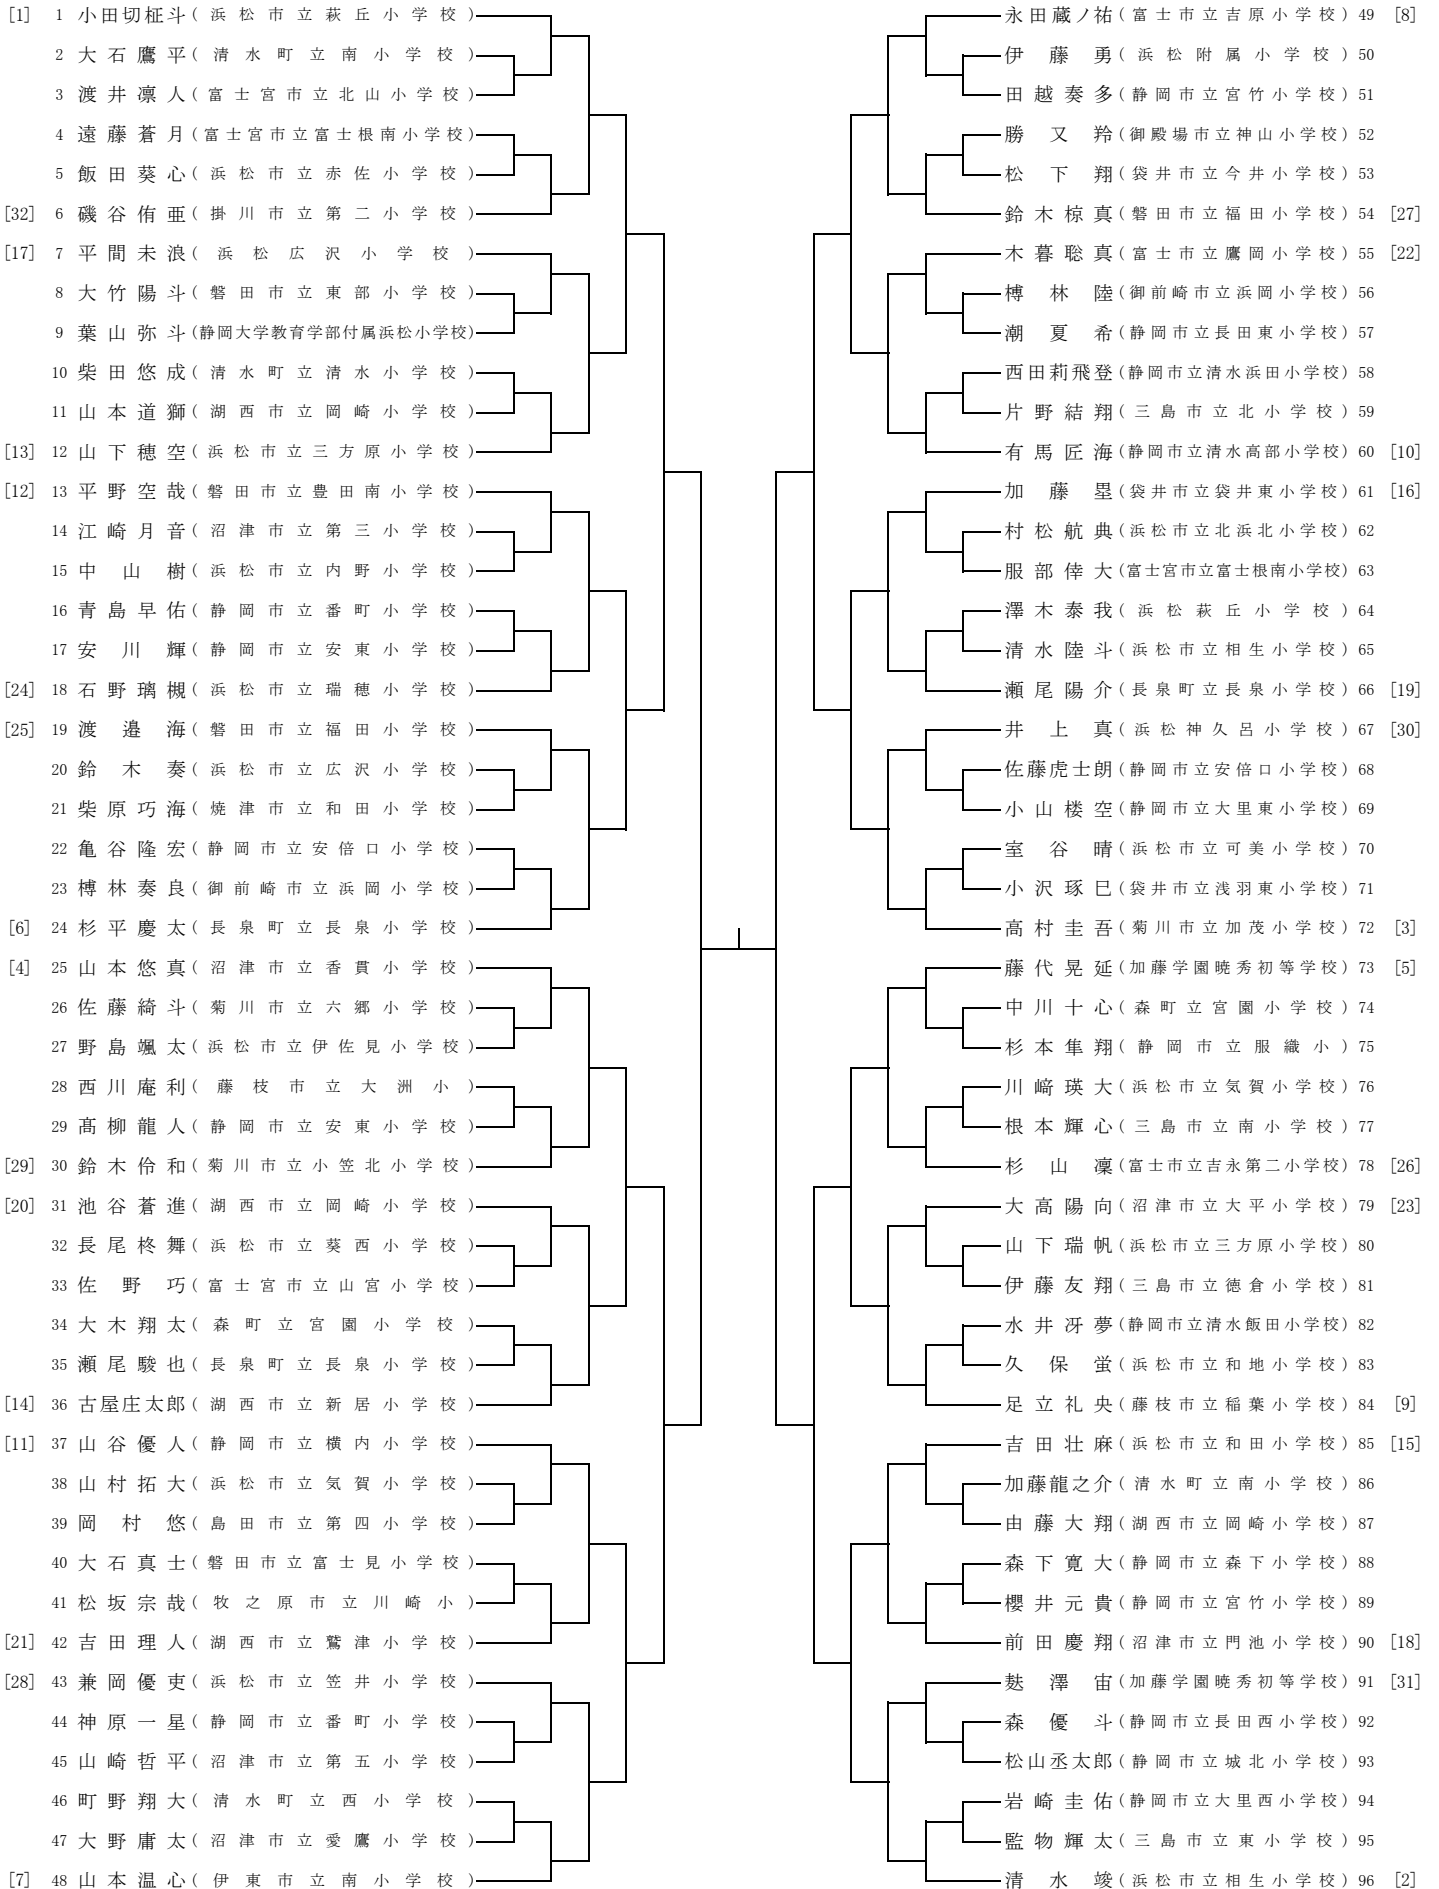 [1] 1 小田切柾斗(浜松市立萩丘小学校)
2 大石鷹平(清水町立南小学校)
3 渡井凛人(富士宮市立北山小学校)
4 遠藤蒼月(富士宮市立富士根南小学校)
5 飯田葵心(浜松市立赤佐小学校)
[32] 6 磯谷侑亜(掛川市立第二小学校)
[17] 7 平間未浪(浜松広沢小学校)
8 大竹陽斗(磐田市立東部小学校)
9 葉山弥斗(静岡大学教育学部付属浜松小学校)
10 柴田悠成(清水町立清水小学校)
11 山本道獅(湖西市立岡崎小学校)
[13] 12 山下穂空(浜松市立三方原小学校)
[12] 13 平野空哉(磐田市立豊田南小学校)
14 江崎月音(沼津市立第三小学校)
15 中山樹(浜松市立内野小学校)
16 青島早佑(静岡市立番町小学校)
17 安川輝(静岡市立安東小学校)
[24] 18 石野璃槻(浜松市立瑞穂小学校)
[25] 19 渡邉海(磐田市立福田小学校)
20 鈴木奏(浜松市立広沢小学校)
21 柴原巧海(焼津市立和田小学校)
22 亀谷隆宏(静岡市立安倍口小学校)
23 榑林奏良(御前崎市立浜岡小学校)
[6] 24 杉平慶太(長泉町立長泉小学校)
[4] 25 山本悠真(沼津市立香貫小学校)
26 佐藤綺斗(菊川市立六郷小学校)
27 野島颯太(浜松市立伊佐見小学校)
28 西川庵利(藤枝市立大洲小)
29 髙柳龍人(静岡市立安東小学校)
[29] 30 鈴木伶和(菊川市立小笠北小学校)
[20] 31 池谷蒼進(湖西市立岡崎小学校)
32 長尾柊舞(浜松市立葵西小学校)
33 佐野巧(富士宮市立山宮小学校)
34 大木翔太(森町立宮園小学校)
35 瀬尾駿也(長泉町立長泉小学校)
[14] 36 古屋庄太郎(湖西市立新居小学校)
[11] 37 山谷優人(静岡市立横内小学校)
38 山村拓大(浜松市立気賀小学校)
39 岡村悠(島田市立第四小学校)
40 大石真士(磐田市立富士見小学校)
41 松坂宗哉(牧之原市立川崎小)
[21] 42 吉田理人(湖西市立鷲津小学校)
[28] 43 兼岡優吏(浜松市立笠井小学校)
44 神原一星(静岡市立番町小学校)
45 山崎哲平(沼津市立第五小学校)
46 町野翔大(清水町立西小学校)
47 大野庸太(沼津市立愛鷹小学校)
[7] 48 山本温心(伊東市立南小学校)
永田蔵ノ祐(富士市立吉原小学校) 49 [8]
伊藤勇(浜松附属小学校) 50
田越奏多(静岡市立宮竹小学校) 51
勝又羚(御殿場市立神山小学校) 52
松下翔(袋井市立今井小学校) 53
鈴木椋真(磐田市立福田小学校) 54 [27]
木暮聡真(富士市立鷹岡小学校) 55 [22]
榑林陸(御前崎市立浜岡小学校) 56
潮夏希(静岡市立長田東小学校) 57
西田莉飛登(静岡市立清水浜田小学校) 58
片野結翔(三島市立北小学校) 59
有馬匠海(静岡市立清水高部小学校) 60 [10]
加藤塁(袋井市立袋井東小学校) 61 [16]
村松航典(浜松市立北浜北小学校) 62
服部倖大(富士宮市立富士根南小学校) 63
澤木泰我(浜松萩丘小学校) 64
清水陸斗(浜松市立相生小学校) 65
瀬尾陽介(長泉町立長泉小学校) 66 [19]
井上真(浜松神久呂小学校) 67 [30]
佐藤虎士朗(静岡市立安倍口小学校) 68
小山楼空(静岡市立大里東小学校) 69
室谷晴(浜松市立可美小学校) 70
小沢琢巳(袋井市立浅羽東小学校) 71
高村圭吾(菊川市立加茂小学校) 72 [3]
藤代晃延(加藤学園暁秀初等学校) 73 [5]
中川十心(森町立宮園小学校) 74
杉本隼翔(静岡市立服織小) 75
川﨑瑛大(浜松市立気賀小学校) 76
根本輝心(三島市立南小学校) 77
杉山凜(富士市立吉永第二小学校) 78 [26]
大高陽向(沼津市立大平小学校) 79 [23]
山下瑞帆(浜松市立三方原小学校) 80
伊藤友翔(三島市立徳倉小学校) 81
水井冴夢(静岡市立清水飯田小学校) 82
久保蛍(浜松市立和地小学校) 83
足立礼央(藤枝市立稲葉小学校) 84 [9]
吉田壮麻(浜松市立和田小学校) 85 [15]
加藤龍之介(清水町立南小学校) 86
由藤大翔(湖西市立岡崎小学校) 87
森下寛大(静岡市立森下小学校) 88
櫻井元貴(静岡市立宮竹小学校) 89
前田慶翔(沼津市立門池小学校) 90 [18]
麸澤宙(加藤学園暁秀初等学校) 91 [31]
森優斗(静岡市立長田西小学校) 92
松山丞太郎(静岡市立城北小学校) 93
岩崎圭佑(静岡市立大里西小学校) 94
監物輝太(三島市立東小学校) 95
清水竣(浜松市立相生小学校) 96 [2]